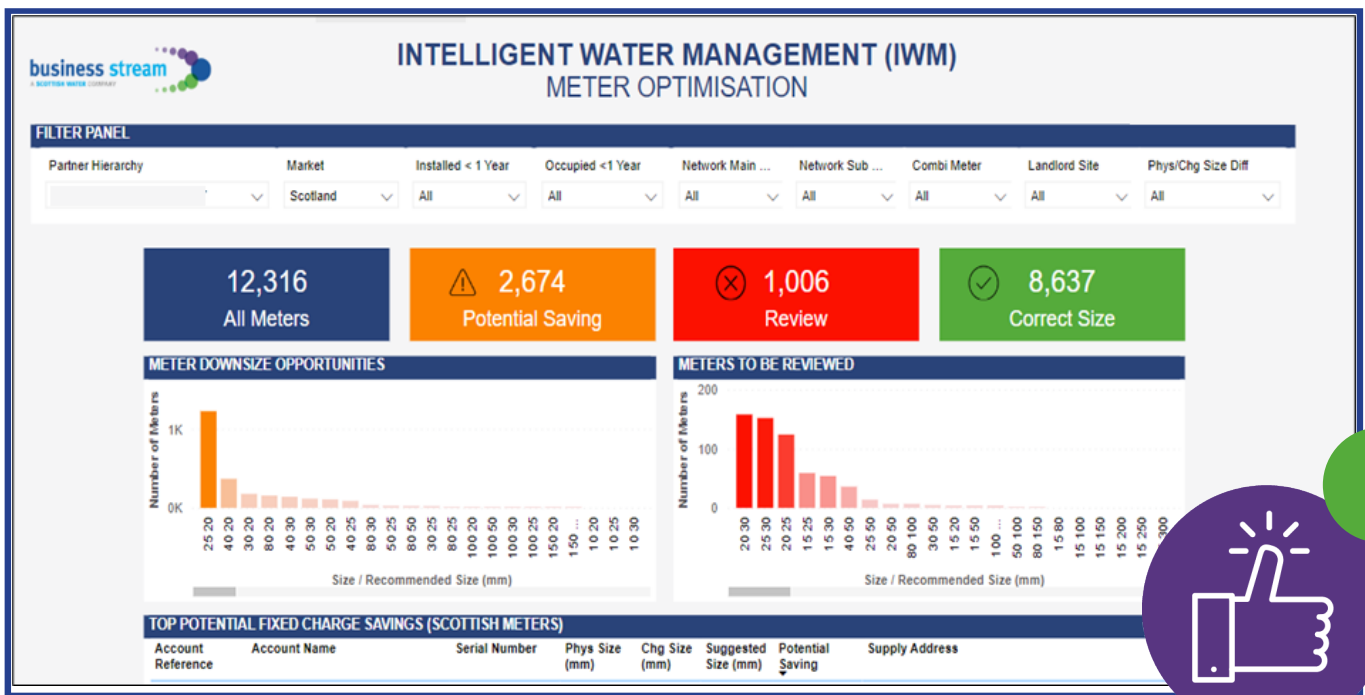 business stream
A SCOTTISH WATER COMPANY
INTELLIGENT WATER MANAGEMENT (IWM)
METER OPTIMISATION
FILTER PANEL
Partner Hierarchy Market Installed < 1 Year Occupied <1 Year Network Main ... Network Sub ... Combi Meter Landlord Site Phys/Chg Size Diff
Scotland All All All All All All All
12,316
All Meters
2,674
Potential Saving
1,006
Review
8,637
Correct Size
METER DOWNSIZE OPPORTUNITIES
Number of Meters
1K
0K
25 20
40 20
30 20
80 20
40 30
50 30
50 20
40 25
80 30
50 25
80 50
30 25
80 25
100 20
100 50
100 30
100 25
150 20
1 50 ...
10 20
10 25
10 30
Size / Recommended Size (mm)
METERS TO BE REVIEWED
Number of Meters
200
100
0
20 30
25 30
20 25
15 25
15 30
40 50
25 50
20 50
80 100
30 50
15 20
15 50
100 ...
50 100
80 150
15 80
15 100
15 150
15 200
15 250
300
Size / Recommended Size (mm)
TOP POTENTIAL FIXED CHARGE SAVINGS (SCOTTISH METERS)
Account Reference Account Name Serial Number Phys Size (mm) Chg Size (mm) Suggested Size (mm) Potential Saving Supply Address